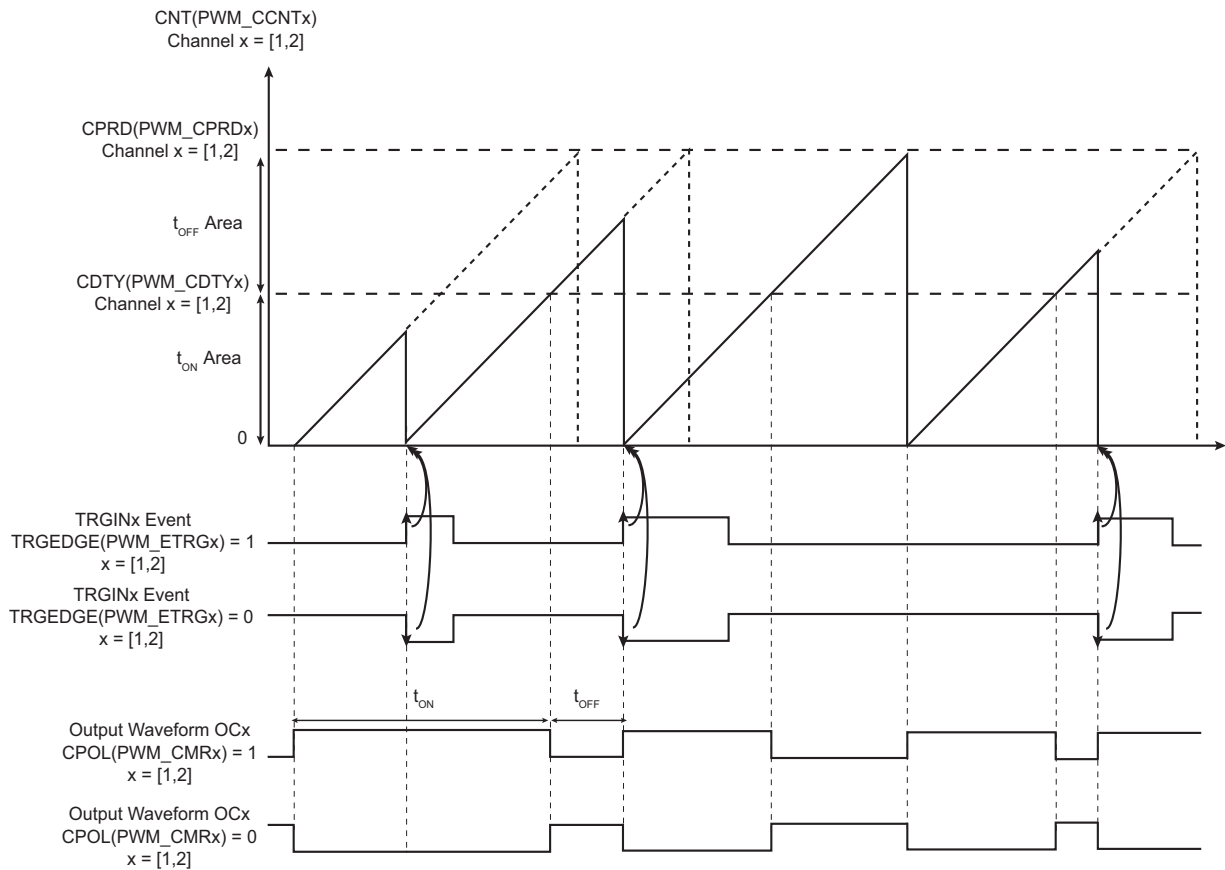 CNT(PWM_CCNTx)
Channel x = [1,2]
CPRD(PWM_CPRDx)
Channel x = [1,2]
tOFF Area
CDTY(PWM_CDTYx)
Channel x = [1,2]
tON Area
0
TRGINx Event
TRGEDGE(PWM_ETRGx) = 1
x = [1,2]
TRGINx Event
TRGEDGE(PWM_ETRGx) = 0
x = [1,2]
tON
tOFF
Output Waveform OCx
CPOL(PWM_CMRx) = 1
x = [1,2]
Output Waveform OCx
CPOL(PWM_CMRx) = 0
x = [1,2]